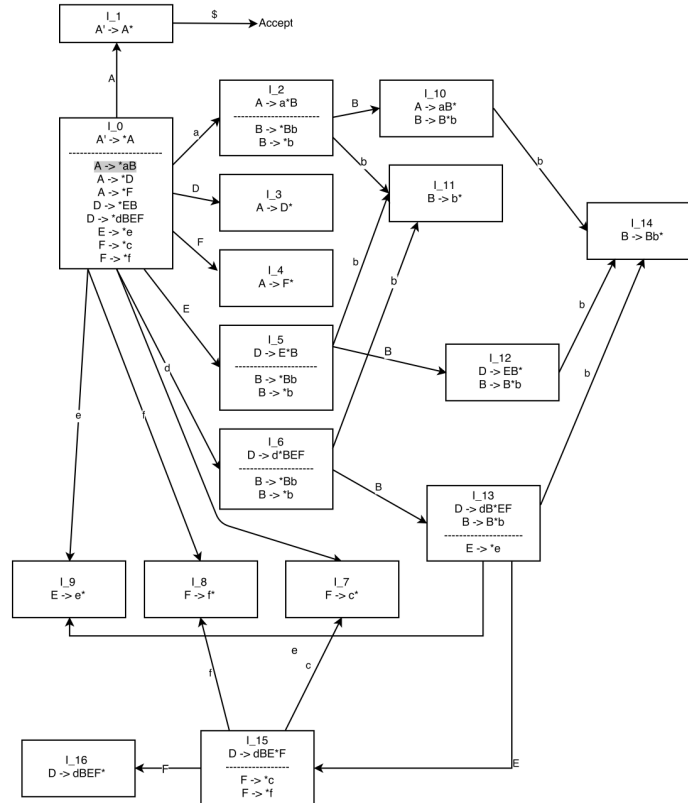 I_1
A' -> A*
$
Accept
A
I_0
A' -> *A
------------------------
A -> *aB
A -> *D
A -> *F
D -> *EB
D -> *dBEF
E -> *e
F -> *c
F -> *f
a
I_2
A -> a*B
------------------------
B -> *Bb
B -> *b
B
I_10
A -> aB*
B -> B*b
b
b
D
I_3
A -> D*
I_11
B -> b*
I_14
B -> Bb*
F
I_4
A -> F*
b
b
E
I_5
D -> E*B
------------------------
B -> *Bb
B -> *b
B
I_12
D -> EB*
B -> B*b
b
d
b
f
e
I_6
D -> d*BEF
------------------------
B -> *Bb
B -> *b
B
I_13
D -> dB*EF
B -> B*b
------------------------
E -> *e
I_9
E -> e*
I_8
F -> f*
I_7
F -> c*
e
c
f
I_15
D -> dBE*F
------------------------
F -> *c
F -> *f
I_16
D -> dBEF*
F
E